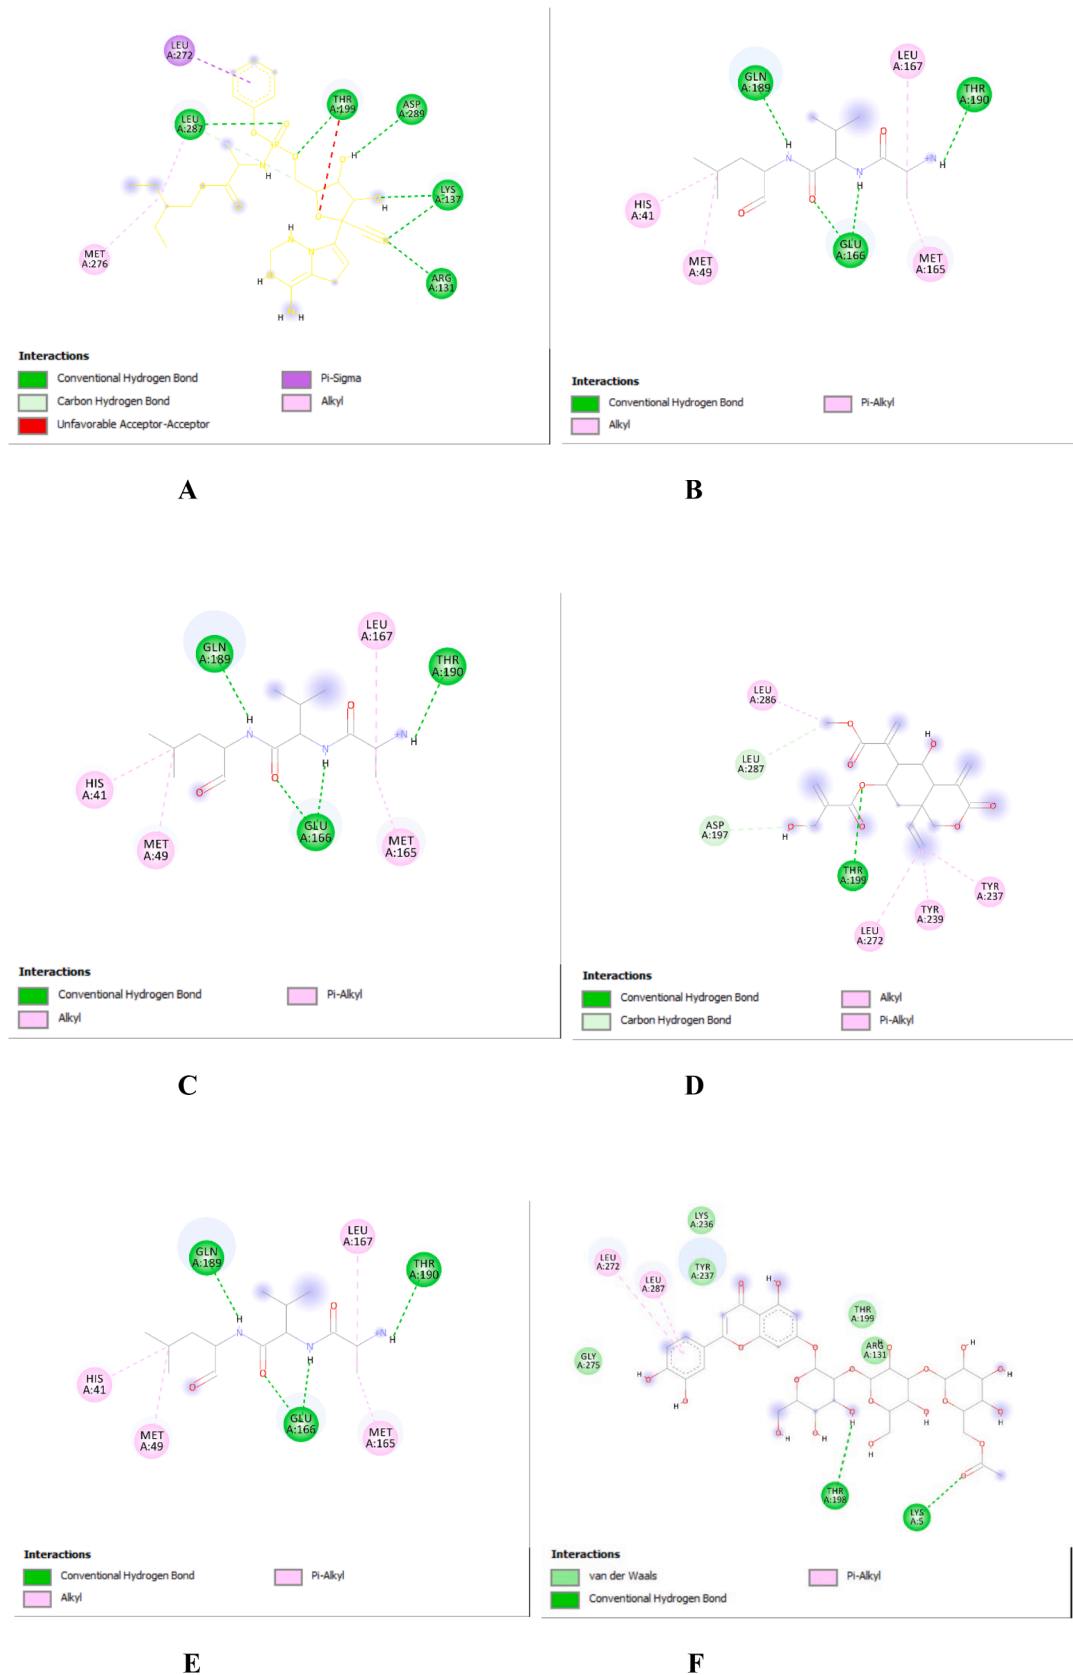 LEU
A:272
LEU
A:287
THR
A:199
ASP
A:289
LYS
A:137
MET
A:276
ARG
A:131
Interactions
Conventional Hydrogen Bond
Carbon Hydrogen Bond
Unfavorable Acceptor-Acceptor
Pi-Sigma
Alkyl
A
GLN
A:189
LEU
A:167
THR
A:190
HIS
A:41
MET
A:49
GLU
A:166
MET
A:165
Interactions
Conventional Hydrogen Bond
Alkyl
Pi-Alkyl
B
GLN
A:189
LEU
A:167
THR
A:190
HIS
A:41
MET
A:49
GLU
A:166
MET
A:165
Interactions
Conventional Hydrogen Bond
Alkyl
Pi-Alkyl
C
LEU
A:286
LEU
A:287
ASP
A:197
THR
A:199
LEU
A:272
TYR
A:239
TYR
A:237
Interactions
Conventional Hydrogen Bond
Carbon Hydrogen Bond
Alkyl
Pi-Alkyl
D
GLN
A:189
LEU
A:167
THR
A:190
HIS
A:41
MET
A:49
GLU
A:166
MET
A:165
Interactions
Conventional Hydrogen Bond
Alkyl
Pi-Alkyl
E
LYS
A:236
LEU
A:272
LEU
A:287
TYR
A:237
THR
A:199
ARG
A:131
GLY
A:275
THR
A:198
LYS
A:5
Interactions
van der Waals
Conventional Hydrogen Bond
Pi-Alkyl
F